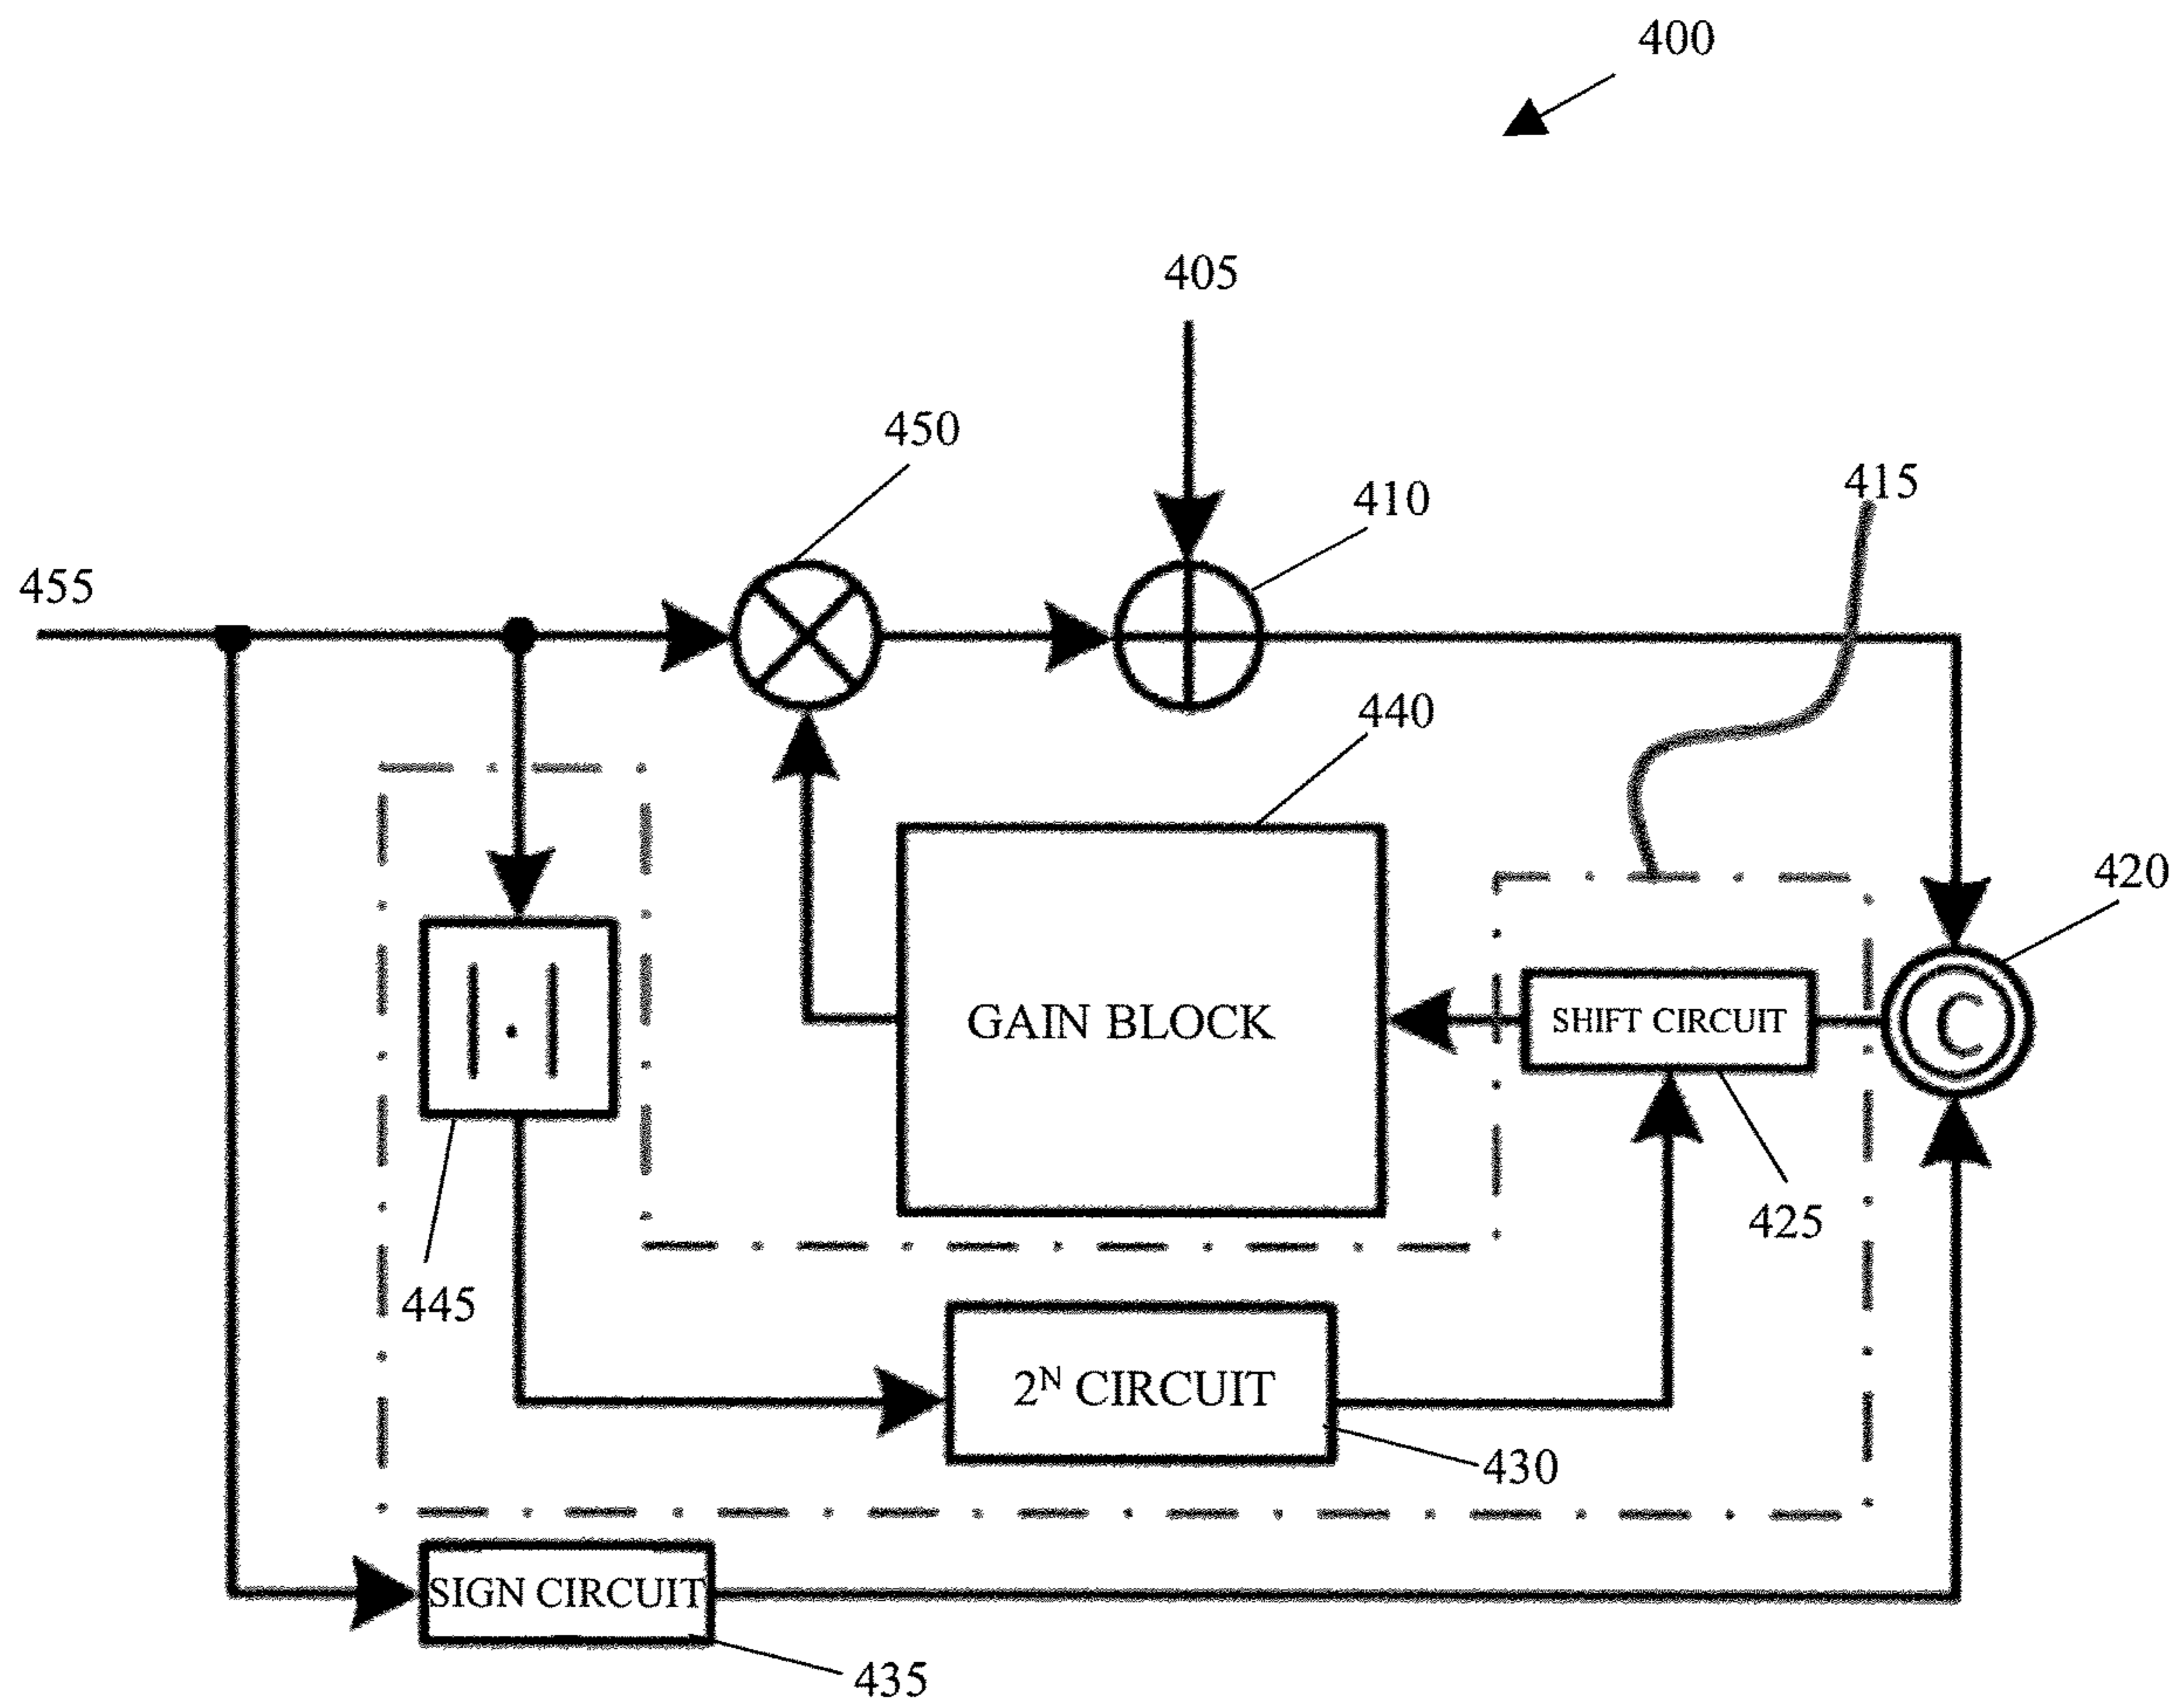 400
405
450
410
415
455
440
420
| . |
GAIN BLOCK
SHIFT CIRCUIT
C
425
445
2ᴺ CIRCUIT
430
SIGN CIRCUIT
435